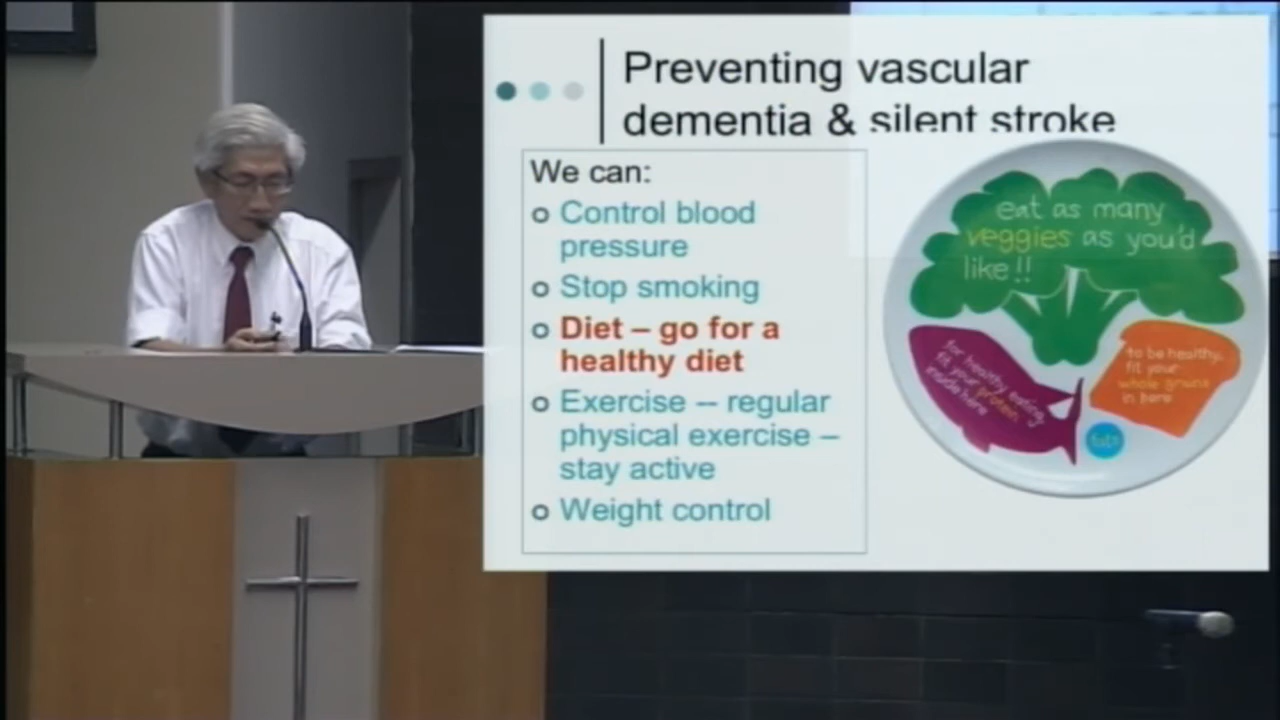 Preventing vascular
dementia & silent stroke
We can:
o Control blood
pressure
o Stop smoking
o Diet – go for a
healthy diet
o Exercise -- regular
physical exercise –
stay active
o Weight control
eat as many
veggies as you'd
like !!
for healthy eating
fit your protein
inside here
to be healthy,
fit your
whole grains
in here
fats